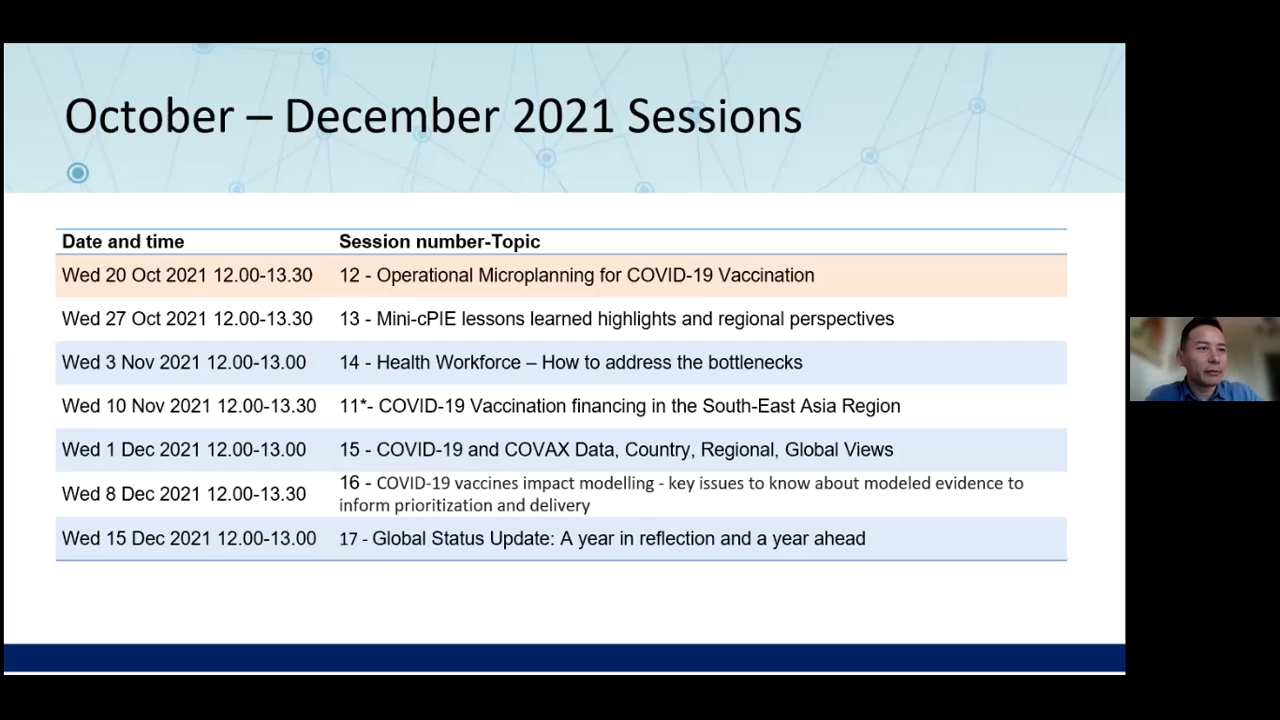 October – December 2021 Sessions
Date and time Session number-Topic
Wed 20 Oct 2021 12.00-13.30 12 - Operational Microplanning for COVID-19 Vaccination
Wed 27 Oct 2021 12.00-13.30 13 - Mini-cPIE lessons learned highlights and regional perspectives
Wed 3 Nov 2021 12.00-13.00 14 - Health Workforce – How to address the bottlenecks
Wed 10 Nov 2021 12.00-13.30 11*- COVID-19 Vaccination financing in the South-East Asia Region
Wed 1 Dec 2021 12.00-13.00 15 - COVID-19 and COVAX Data, Country, Regional, Global Views
Wed 8 Dec 2021 12.00-13.30 16 - COVID-19 vaccines impact modelling - key issues to know about modeled evidence to
inform prioritization and delivery
Wed 15 Dec 2021 12.00-13.00 17 - Global Status Update: A year in reflection and a year ahead